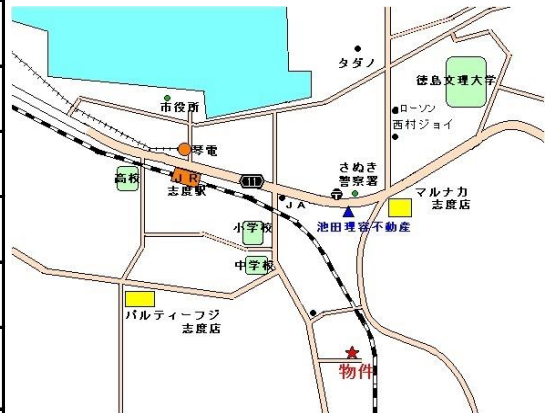 タダノ
徳島文理大学
市役所
ローソン
西村ジョイ
琴電
さぬき
警察署
高校
JR
志度駅
マルナカ
志度店
JA
池田理容不動産
小学校
中学校
パルティーフジ
志度店
物件